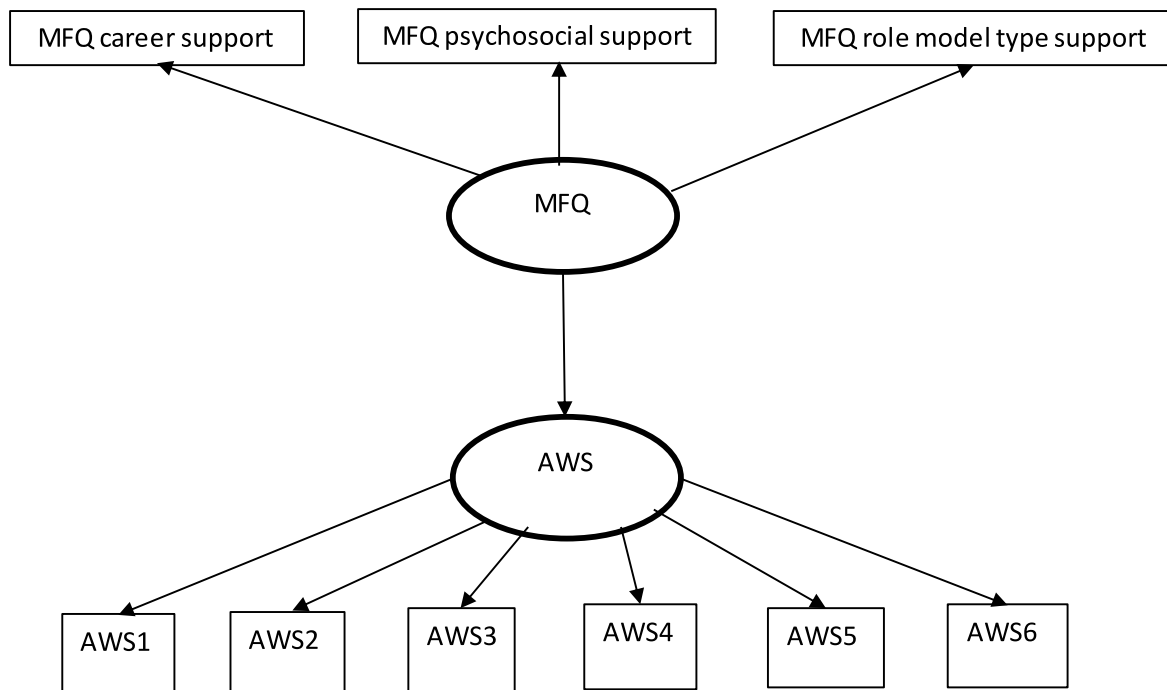 MFQ career support
MFQ psychosocial support
MFQ role model type support
MFQ
AWS
AWS1
AWS2
AWS3
AWS4
AWS5
AWS6